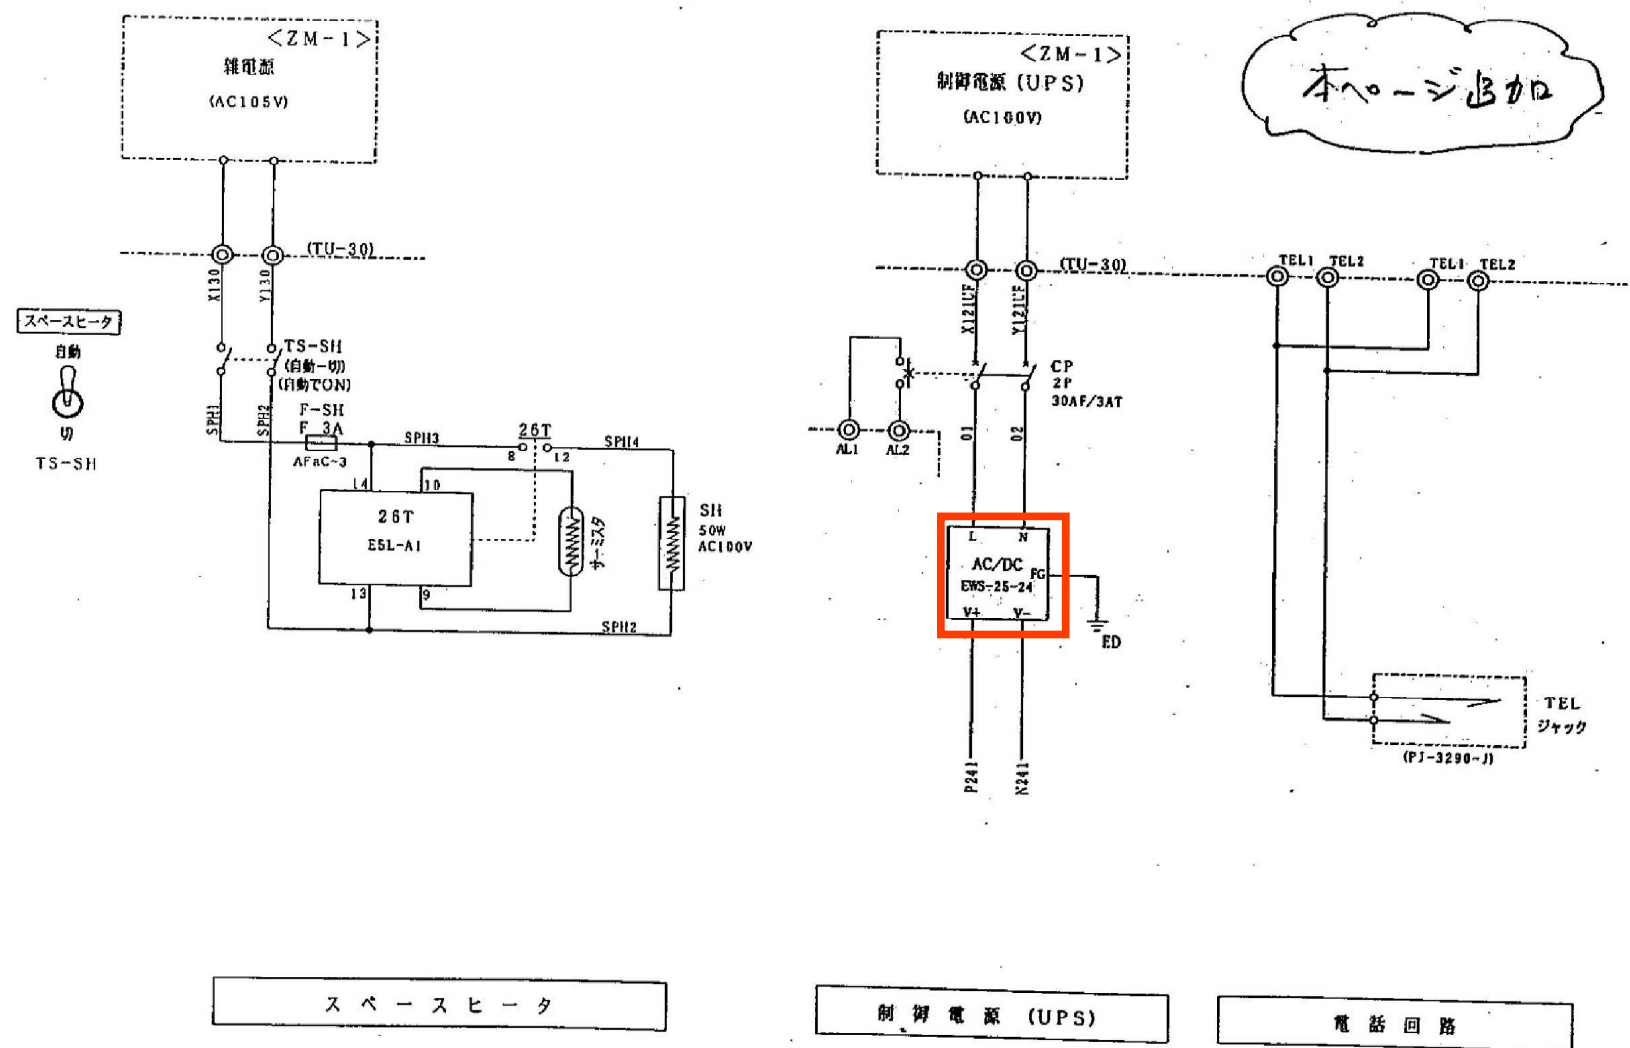 <ZM-1>
雑電源
(AC105V)
(TU-30)
X130
Y130
スペースヒータ
自動
切
TS-SH
TS-SH
(自動-切)
(自動でON)
SPH1
SPH2
F-SH
F 3A
AFaC-3
SPH3
26T
8
12
SPH4
14
10
26T
E5L-A1
13
9
サーミスタ
SH
50W
AC100V
SPH2
スペースヒータ
<ZM-1>
制御電源(UPS)
(AC100V)
(TU-30)
X121UF
Y121UF
CP
2P
30AF/3AT
AL1
AL2
01
02
L
N
AC/DC
FG
EWS-25-24
V+
V-
ED
P241
N241
制御電源(UPS)
本ページ追加
TEL1
TEL2
TEL1
TEL2
TEL
ジャック
(PJ-3290-J)
電話回路